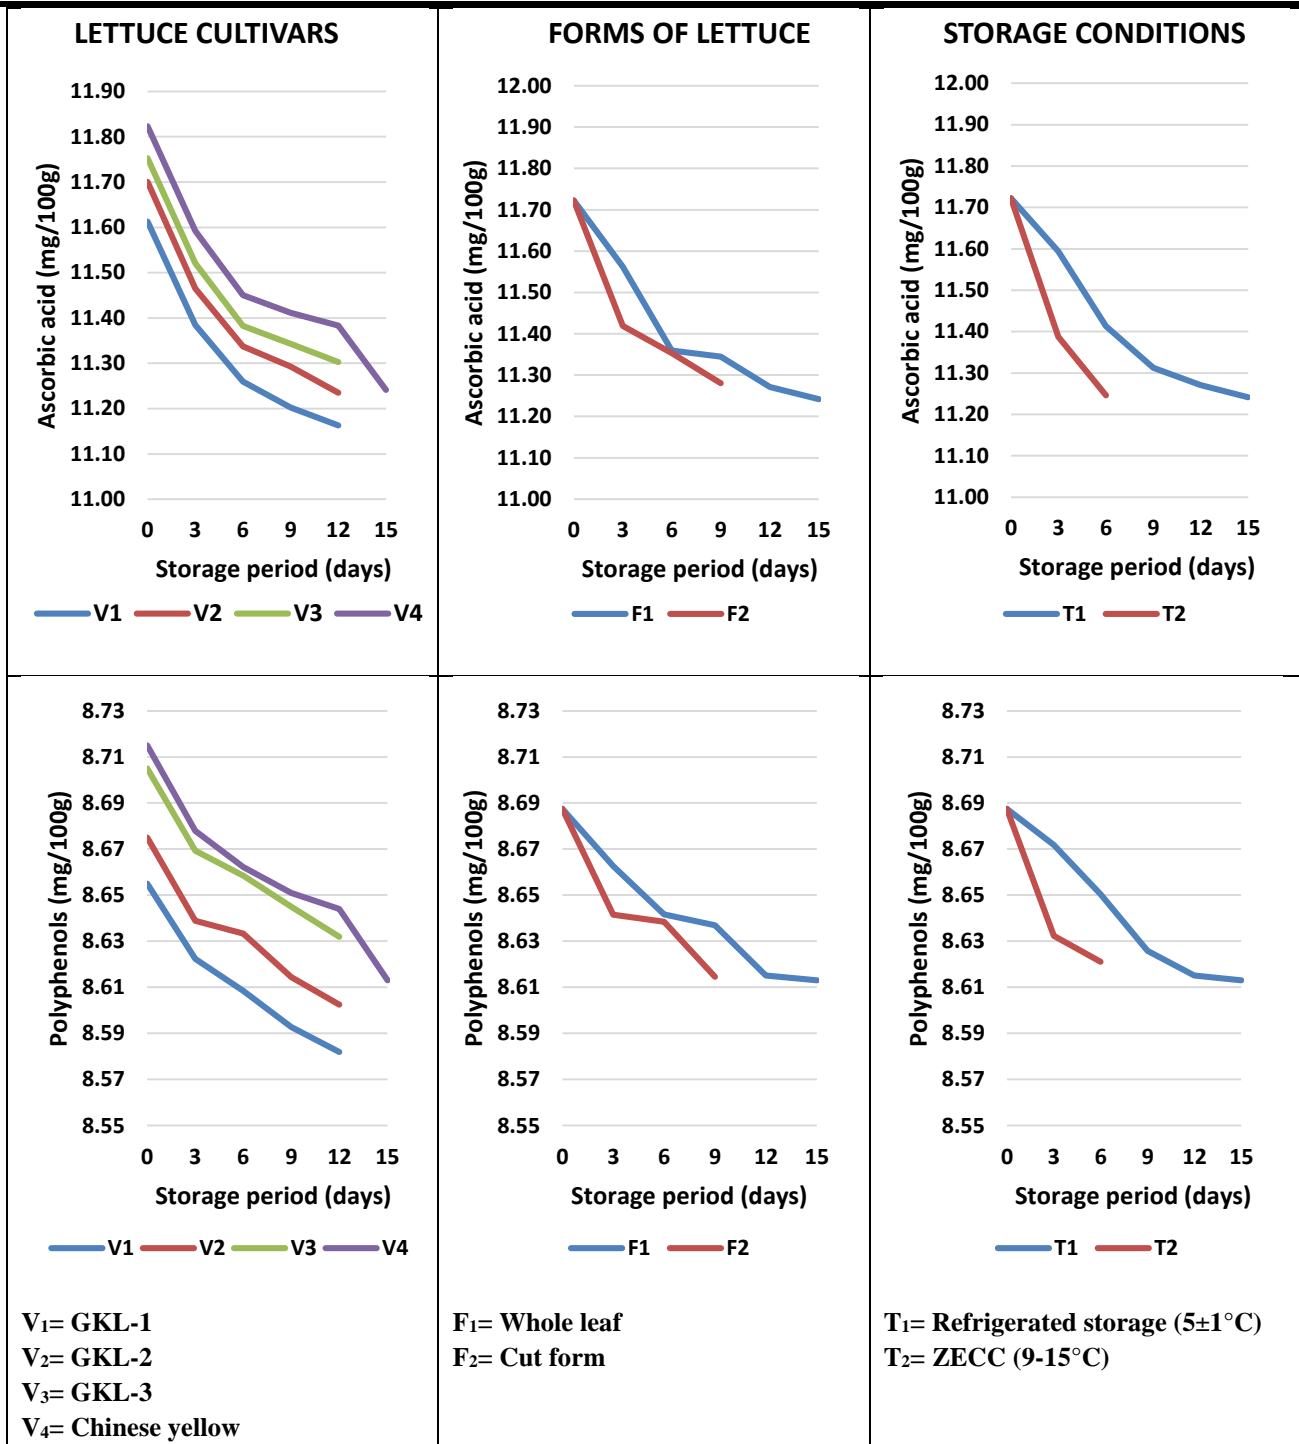 LETTUCE CULTIVARS
11.90
11.80
11.70
11.60
11.50
11.40
11.30
11.20
11.10
11.00
Ascorbic acid (mg/100g)
0 3 6 9 12 15
Storage period (days)
V1 V2 V3 V4
FORMS OF LETTUCE
12.00
11.90
11.80
11.70
11.60
11.50
11.40
11.30
11.20
11.10
11.00
Ascorbic acid (mg/100g)
0 3 6 9 12 15
Storage period (days)
F1 F2
STORAGE CONDITIONS
12.00
11.90
11.80
11.70
11.60
11.50
11.40
11.30
11.20
11.10
11.00
Ascorbic acid (mg/100g)
0 3 6 9 12 15
Storage period (days)
T1 T2
8.73
8.71
8.69
8.67
8.65
8.63
8.61
8.59
8.57
8.55
Polyphenols (mg/100g)
0 3 6 9 12 15
Storage period (days)
V1 V2 V3 V4
8.73
8.71
8.69
8.67
8.65
8.63
8.61
8.59
8.57
8.55
Polyphenols (mg/100g)
0 3 6 9 12 15
Storage period (days)
F1 F2
8.73
8.71
8.69
8.67
8.65
8.63
8.61
8.59
8.57
8.55
Polyphenols (mg/100g)
0 3 6 9 12 15
Storage period (days)
T1 T2
V₁= GKL-1
V₂= GKL-2
V₃= GKL-3
V₄= Chinese yellow
F₁= Whole leaf
F₂= Cut form
T₁= Refrigerated storage (5±1°C)
T₂= ZECC (9-15°C)